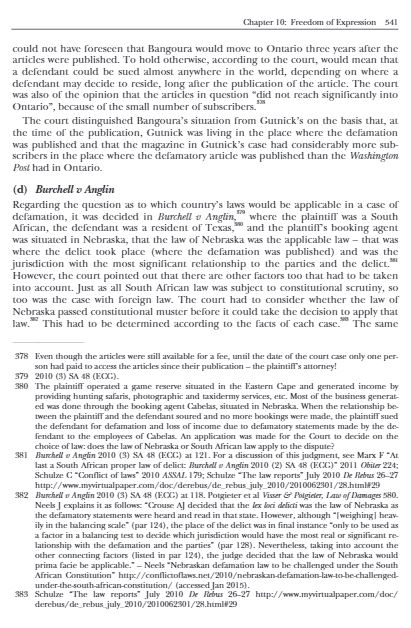 Chapter 10: Freedom of Expression 541
could not have foreseen that Bangoura would move to Ontario three years after the
articles were published. To hold otherwise, according to the court, would mean that
a defendant could be sued almost anywhere in the world, depending on where a
defendant may decide to reside, long after the publication of the article. The court
was also of the opinion that the articles in question “did not reach significantly into
Ontario”, because of the small number of subscribers.378
The court distinguished Bangoura’s situation from Gutnick’s on the basis that, at
the time of the publication, Gutnick was living in the place where the defamation
was published and that the magazine in Gutnick’s case had considerably more sub-
scribers in the place where the defamatory article was published than the Washington
Post had in Ontario.
(d) Burchell v Anglin
Regarding the question as to which country’s laws would be applicable in a case of
defamation, it was decided in Burchell v Anglin,379 where the plaintiff was a South
African, the defendant was a resident of Texas,380 and the plantiff’s booking agent
was situated in Nebraska, that the law of Nebraska was the applicable law – that was
where the delict took place (where the defamation was published) and was the
jurisdiction with the most significant relationship to the parties and the delict.381
However, the court pointed out that there are other factors too that had to be taken
into account. Just as all South African law was subject to constitutional scrutiny, so
too was the case with foreign law. The court had to consider whether the law of
Nebraska passed constitutional muster before it could take the decision to apply that
law.382 This had to be determined according to the facts of each case.383 The same
378 Even though the articles were still available for a fee, until the date of the court case only one per-
son had paid to access the articles since their publication – the plaintiff’s attorney!
379 2010 (3) SA 48 (ECG).
380 The plaintiff operated a game reserve situated in the Eastern Cape and generated income by
providing hunting safaris, photographic and taxidermy services, etc. Most of the business generat-
ed was done through the booking agent Cabelas, situated in Nebraska. When the relationship be-
tween the plaintiff and the defendant soured and no more bookings were made, the plaintiff sued
the defendant for defamation and loss of income due to defamatory statements made by the de-
fendant to the employees of Cabelas. An application was made for the Court to decide on the
choice of law: does the law of Nebraska or South African law apply to the dispute?
381 Burchell v Anglin 2010 (3) SA 48 (ECG) at 121. For a discussion of this judgment, see Marx F “At
last a South African proper law of delict: Burchell v Anglin 2010 (2) SA 48 (ECG)” 2011 Obiter 224;
Schulze C “Conflict of laws” 2010 ASSAL 179; Schulze “The law reports” July 2010 De Rebus 26–27
http://www.myvirtualpaper.com/doc/derebus/de_rebus_july_2010/2010062301/28.html#29
382 Burchell v Anglin 2010 (3) SA 48 (ECG) at 118. Potgieter et al Visser & Potgieter, Law of Damages 580.
Neels J explains it as follows: “Crouse AJ decided that the lex loci delicti was the law of Nebraska as
the defamatory statements were heard and read in that state. However, although “[weighing] heav-
ily in the balancing scale” (par 124), the place of the delict was in final instance “only to be used as
a factor in a balancing test to decide which jurisdiction would have the most real or significant re-
lationship with the defamation and the parties” (par 128). Nevertheless, taking into account the
other connecting factors (listed in par 124), the judge decided that the law of Nebraska would
prima facie be applicable.” – Neels “Nebraskan defamation law to be challenged under the South
African Constitution” http://conflictoflaws.net/2010/nebraskan-defamation-law-to-be-challenged-
under-the-south-african-constitution/ (accessed Jan 2015).
383 Schulze “The law reports” July 2010 De Rebus 26–27 http://www.myvirtualpaper.com/doc/
derebus/de_rebus_july_2010/2010062301/28.html#29